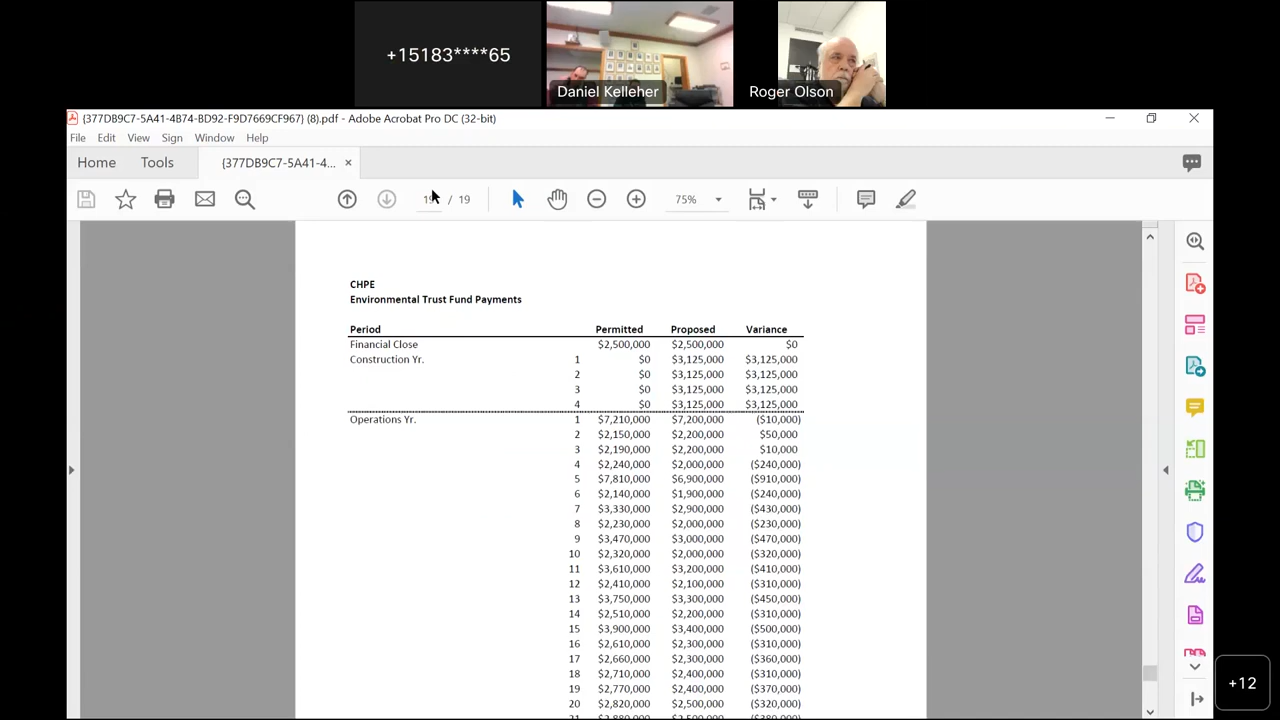 +15183****65
Daniel Kelleher
Roger Olson
{377DB9C7-5A41-4B74-BD92-F9D7669CF967} (8).pdf - Adobe Acrobat Pro DC (32-bit)
File Edit View Sign Window Help
Home Tools {377DB9C7-5A41-4... ×
19 / 19 75%
CHPE
Environmental Trust Fund Payments
Period Permitted Proposed Variance
Financial Close $2,500,000 $2,500,000 $0
Construction Yr. 1 $0 $3,125,000 $3,125,000
2 $0 $3,125,000 $3,125,000
3 $0 $3,125,000 $3,125,000
4 $0 $3,125,000 $3,125,000
Operations Yr. 1 $7,210,000 $7,200,000 ($10,000)
2 $2,150,000 $2,200,000 $50,000
3 $2,190,000 $2,200,000 $10,000
4 $2,240,000 $2,000,000 ($240,000)
5 $7,810,000 $6,900,000 ($910,000)
6 $2,140,000 $1,900,000 ($240,000)
7 $3,330,000 $2,900,000 ($430,000)
8 $2,230,000 $2,000,000 ($230,000)
9 $3,470,000 $3,000,000 ($470,000)
10 $2,320,000 $2,000,000 ($320,000)
11 $3,610,000 $3,200,000 ($410,000)
12 $2,410,000 $2,100,000 ($310,000)
13 $3,750,000 $3,300,000 ($450,000)
14 $2,510,000 $2,200,000 ($310,000)
15 $3,900,000 $3,400,000 ($500,000)
16 $2,610,000 $2,300,000 ($310,000)
17 $2,660,000 $2,300,000 ($360,000)
18 $2,710,000 $2,400,000 ($310,000)
19 $2,770,000 $2,400,000 ($370,000)
20 $2,820,000 $2,500,000 ($320,000)
+12